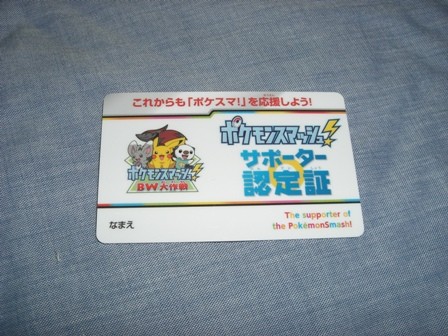 これからも「ポケスマ!」を応援しよう!
ポケモンスマッシュ!
サポーター
認定証
ポケモンスマッシュ!
BW大作戦
The supporter of
the PokémonSmash!
なまえ